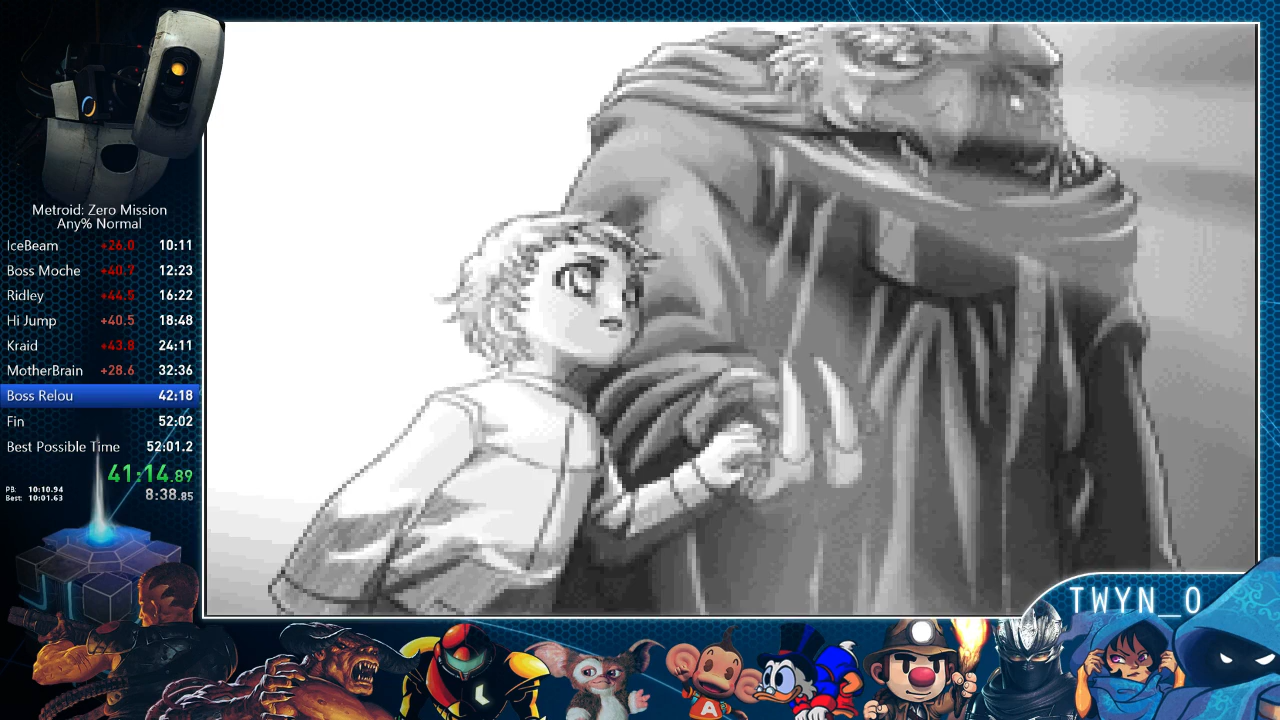 Metroid: Zero Mission
Any% Normal
IceBeam +26.0 10:11
Boss Moche +40.7 12:23
Ridley +44.5 16:22
Hi Jump +40.5 18:48
Kraid +43.8 24:11
MotherBrain +28.6 32:36
Boss Relou 42:18
Fin 52:02
Best Possible Time 52:01.2
41:14.89
PB: 10:10.94
Best: 10:01.63
8:38.85
TWYN_O
A